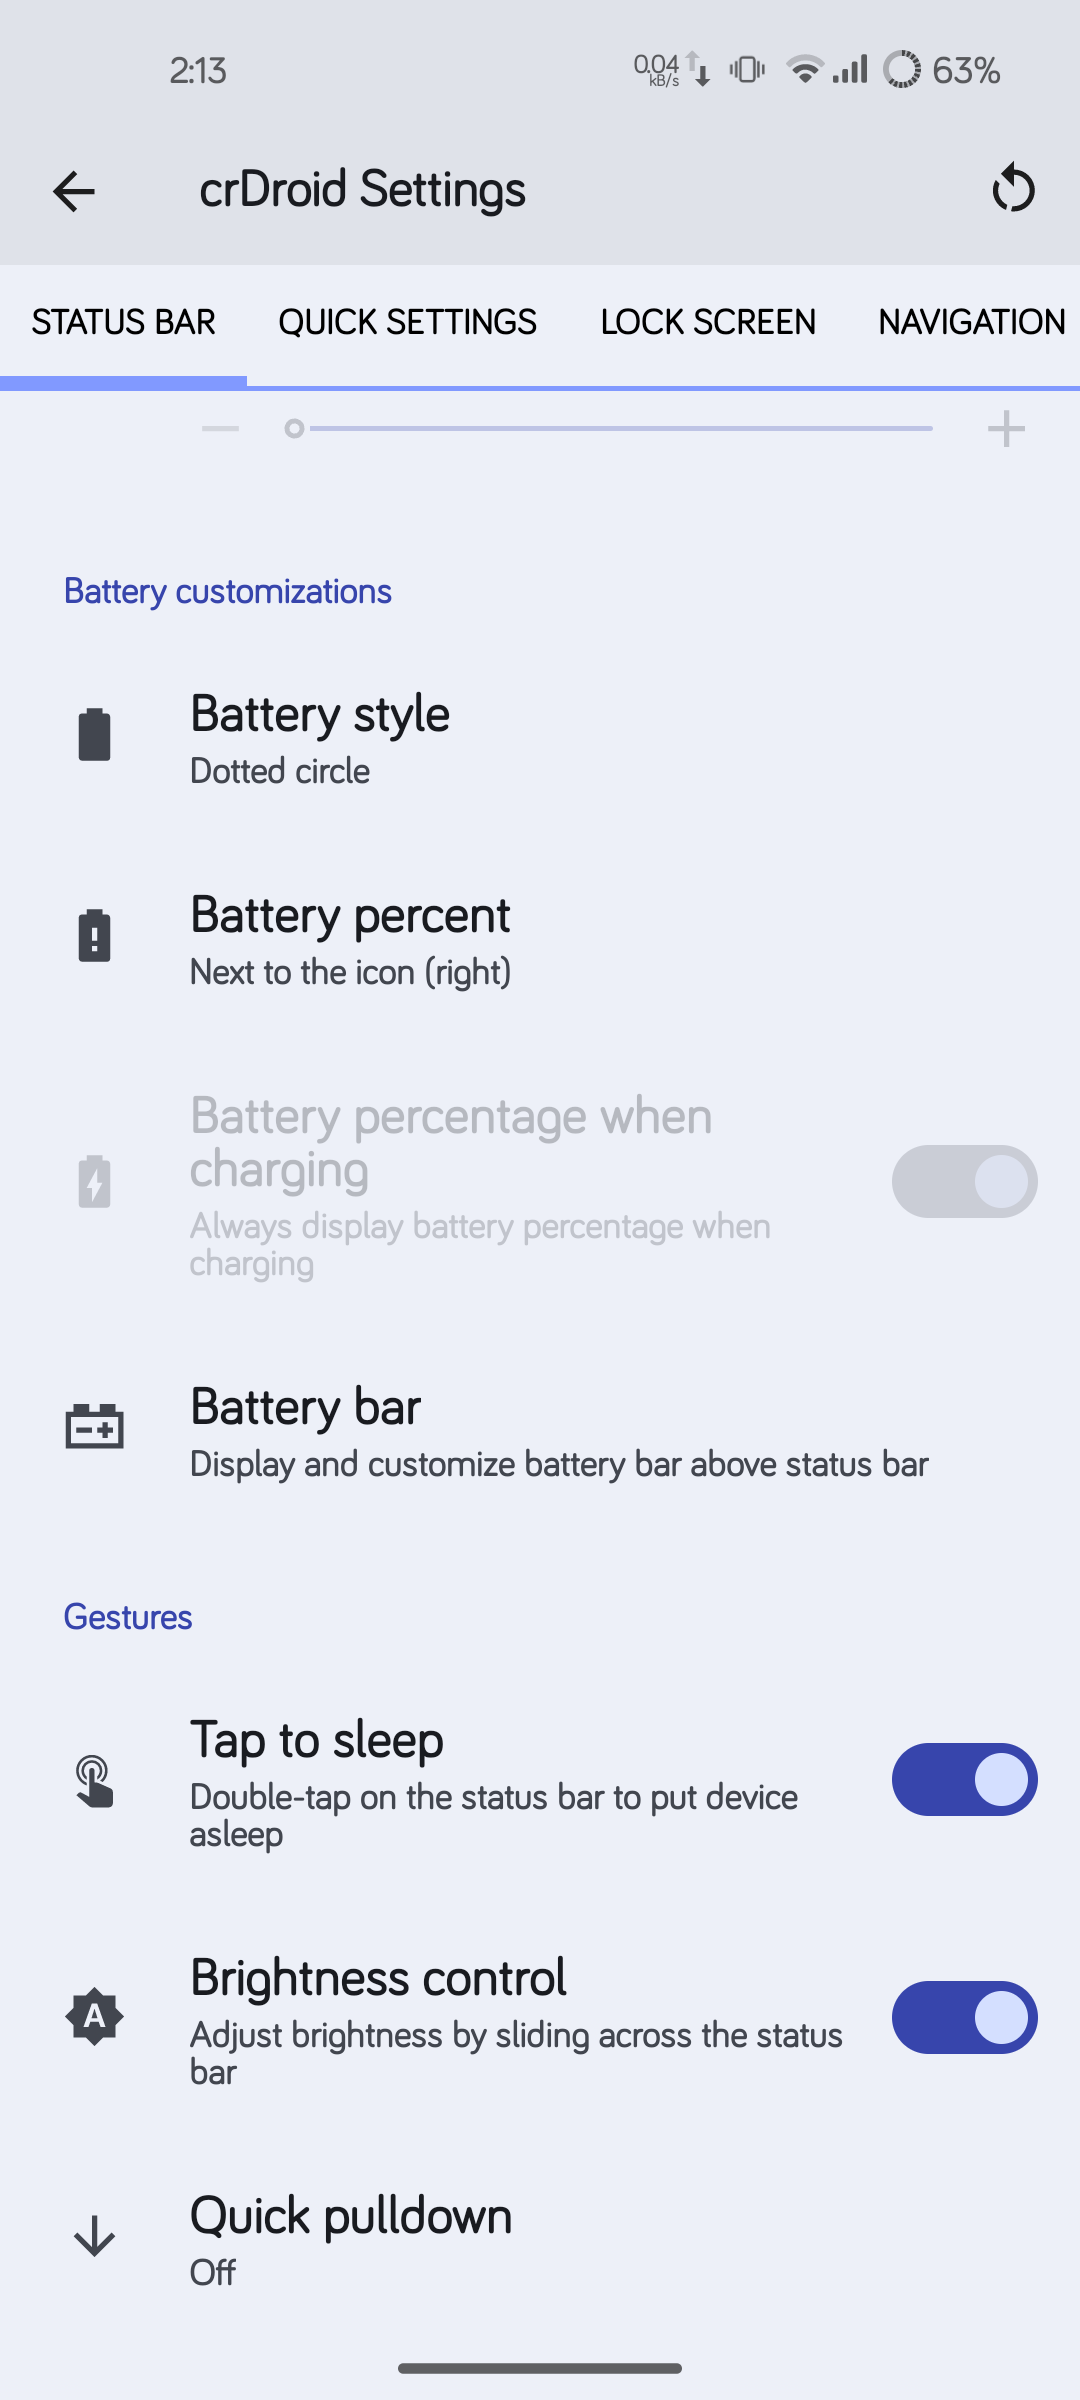 2:13
0.04
kB/s
63%
crDroid Settings
STATUS BAR
QUICK SETTINGS
LOCK SCREEN
NAVIGATION
Battery customizations
Battery style
Dotted circle
Battery percent
Next to the icon (right)
Battery percentage when
charging
Always display battery percentage when
charging
Battery bar
Display and customize battery bar above status bar
Gestures
Tap to sleep
Double-tap on the status bar to put device
asleep
A
Brightness control
Adjust brightness by sliding across the status
bar
Quick pulldown
Off